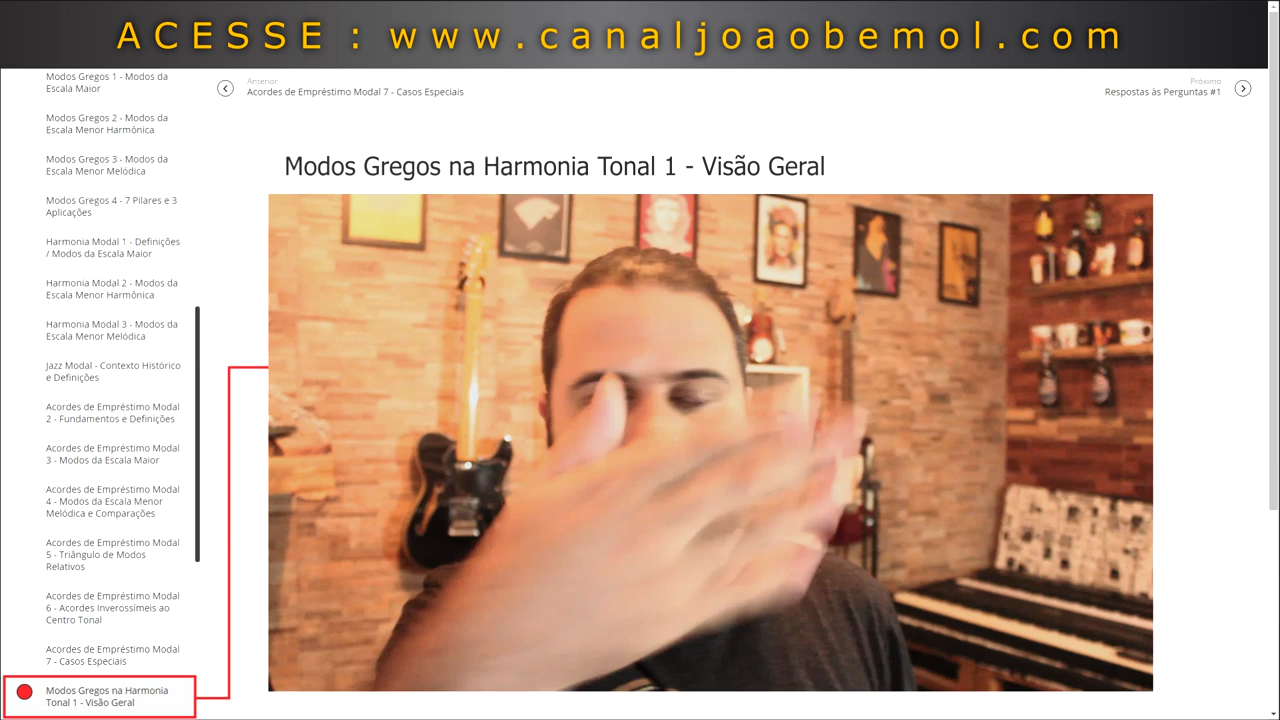 ACESSE : www.canaljoaobemol.com
Modos Gregos 1 - Modos da
Escala Maior
Modos Gregos 2 - Modos da
Escala Menor Harmônica
Modos Gregos 3 - Modos da
Escala Menor Melódica
Modos Gregos 4 - 7 Pilares e 3
Aplicações
Harmonia Modal 1 - Definições
/ Modos da Escala Maior
Harmonia Modal 2 - Modos da
Escala Menor Harmônica
Harmonia Modal 3 - Modos da
Escala Menor Melódica
Jazz Modal - Contexto Histórico
e Definições
Acordes de Empréstimo Modal
2 - Fundamentos e Definições
Acordes de Empréstimo Modal
3 - Modos da Escala Maior
Acordes de Empréstimo Modal
4 - Modos da Escala Menor
Melódica e Comparações
Acordes de Empréstimo Modal
5 - Triângulo de Modos
Relativos
Acordes de Empréstimo Modal
6 - Acordes Inverossímeis ao
Centro Tonal
Acordes de Empréstimo Modal
7 - Casos Especiais
Modos Gregos na Harmonia
Tonal 1 - Visão Geral
Anterior
Acordes de Empréstimo Modal 7 - Casos Especiais
Próximo
Respostas às Perguntas #1
Modos Gregos na Harmonia Tonal 1 - Visão Geral